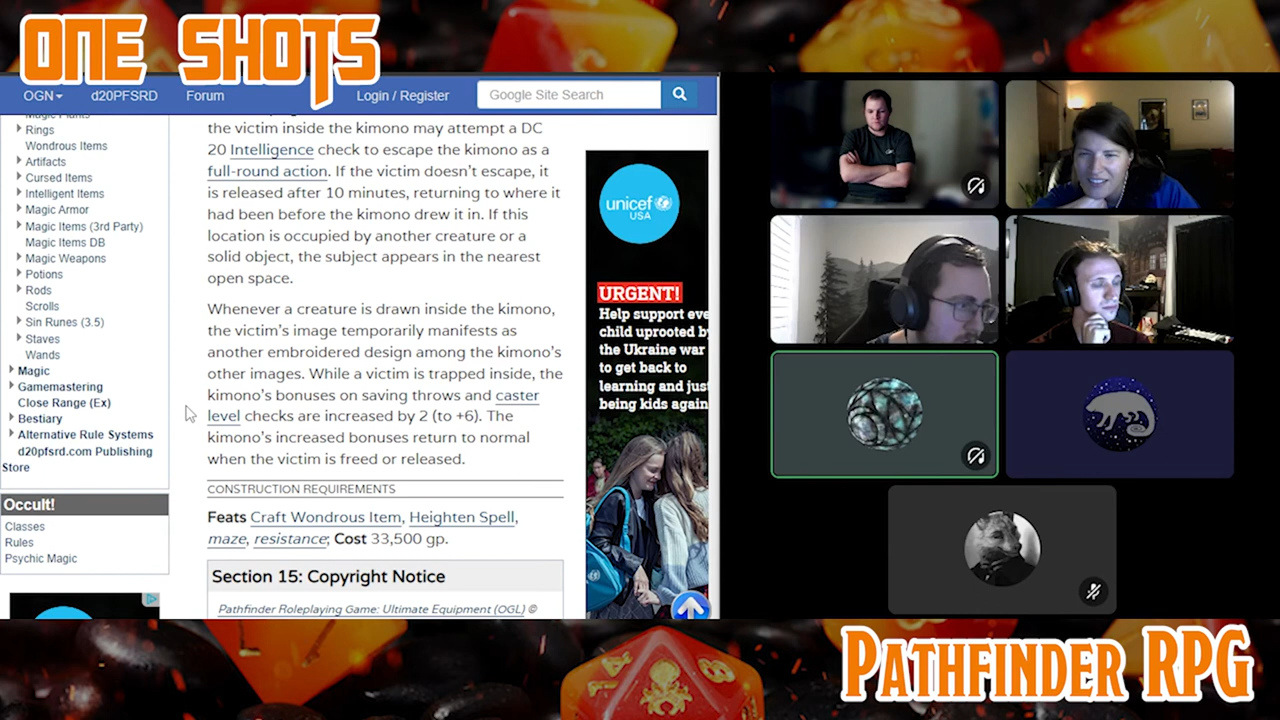 ONE SHOTS
OGN
d20PFSRD
Forum
Login / Register
Google Site Search
Rings
Wondrous Items
Artifacts
Cursed Items
Intelligent Items
Magic Armor
Magic Items (3rd Party)
Magic Items DB
Magic Weapons
Potions
Rods
Scrolls
Sin Runes (3.5)
Staves
Wands
Magic
Gamemastering
Close Range (Ex)
Bestiary
Alternative Rule Systems
d20pfsrd.com Publishing
Store
Occult!
Classes
Rules
Psychic Magic
the victim inside the kimono may attempt a DC
20 Intelligence check to escape the kimono as a
full-round action. If the victim doesn't escape, it
is released after 10 minutes, returning to where it
had been before the kimono drew it in. If this
location is occupied by another creature or a
solid object, the subject appears in the nearest
open space.
Whenever a creature is drawn inside the kimono,
the victim's image temporarily manifests as
another embroidered design among the kimono's
other images. While a victim is trapped inside, the
kimono's bonuses on saving throws and caster
level checks are increased by 2 (to +6). The
kimono's increased bonuses return to normal
when the victim is freed or released.
CONSTRUCTION REQUIREMENTS
Feats Craft Wondrous Item, Heighten Spell,
maze, resistance; Cost 33,500 gp.
Section 15: Copyright Notice
Pathfinder Roleplaying Game: Ultimate Equipment (OGL) ©
unicef
USA
URGENT!
Help support eve
child uprooted by
the Ukraine war
to get back to
learning and just
being kids again
PATHFINDER RPG